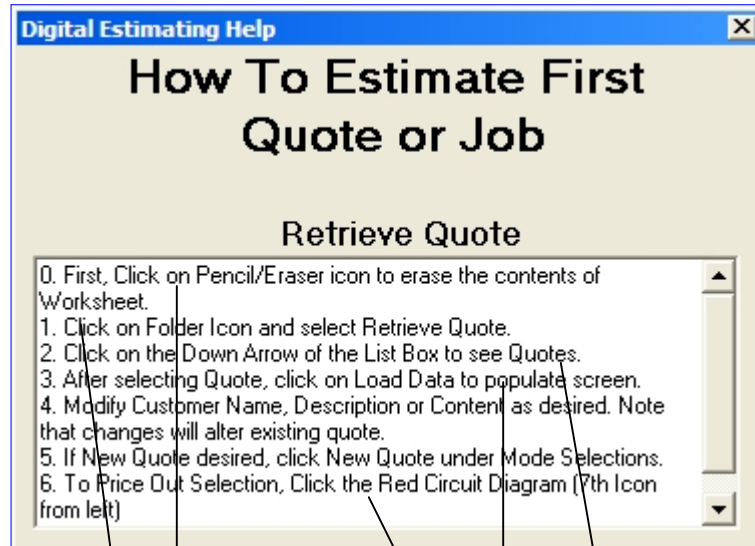 Digital Estimating Help
How To Estimate First
Quote or Job
Retrieve Quote
0. First, Click on Pencil/Eraser icon to erase the contents of
Worksheet.
1. Click on Folder Icon and select Retrieve Quote.
2. Click on the Down Arrow of the List Box to see Quotes.
3. After selecting Quote, click on Load Data to populate screen.
4. Modify Customer Name, Description or Content as desired. Note
that changes will alter existing quote.
5. If New Quote desired, click New Quote under Mode Selections.
6. To Price Out Selection, Click the Red Circuit Diagram (7th Icon
from left)